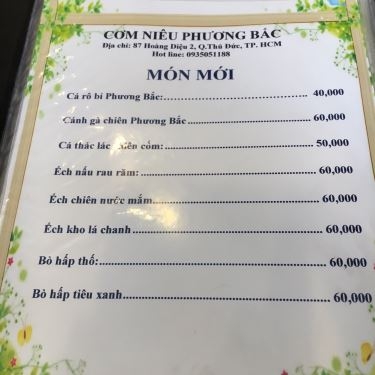 CƠM NIÊU PHƯƠNG BẮC
Địa chỉ: 87 Hoàng Diệu 2, Q.Thủ Đức, TP. HCM
Hot line: 0935051188
MÓN MỚI
Cá rô bi Phương Bắc:........................................40,000
Cánh gà chiên Phương Bắc ..............................60,000
Cá thác lác iên cốm:...................................50,000
Ếch nấu rau răm:............................................60,000
Ếch chiên nước mắm.......................................60,000
Ếch kho lá chanh ............................................60,000
Bò hấp thố:......................................................60,000
Bò hấp tiêu xanh..............................................60,000